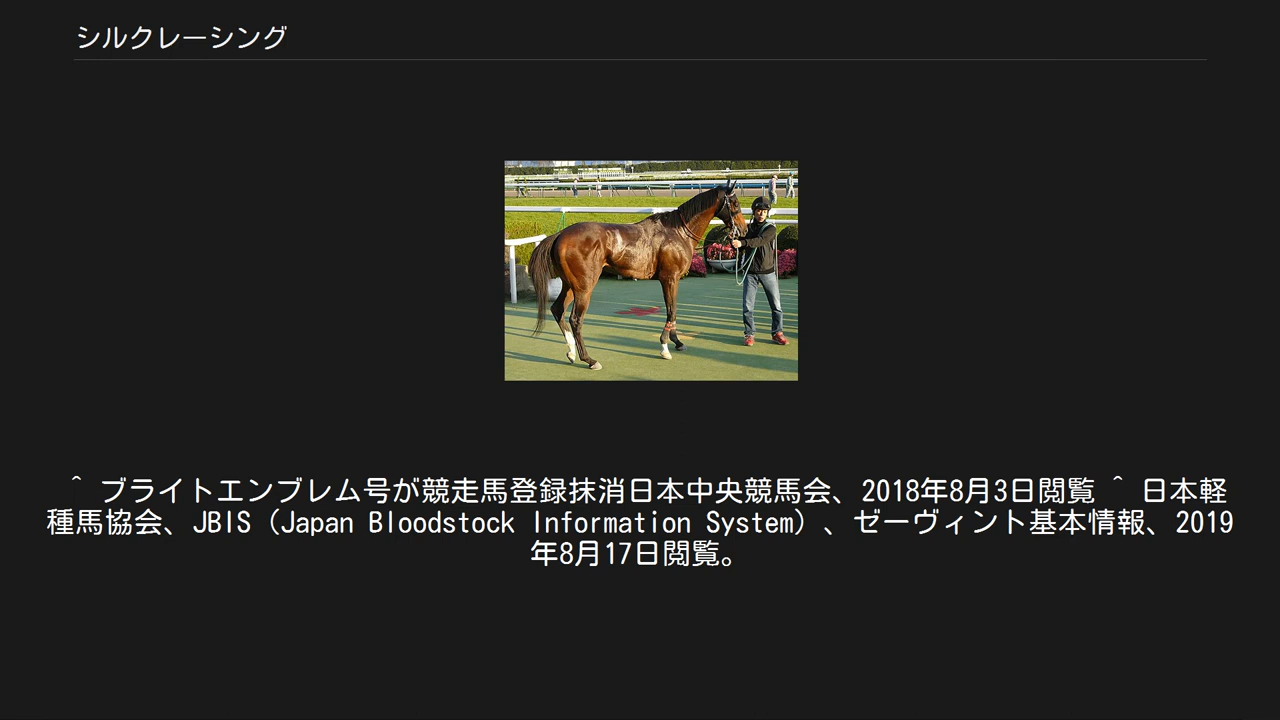 シルクレーシング
^ ブライトエンブレム号が競走馬登録抹消日本中央競馬会、2018年8月3日閲覧 ^ 日本軽
種馬協会、JBIS（Japan Bloodstock Information System）、ゼーヴィント基本情報、2019
年8月17日閲覧。